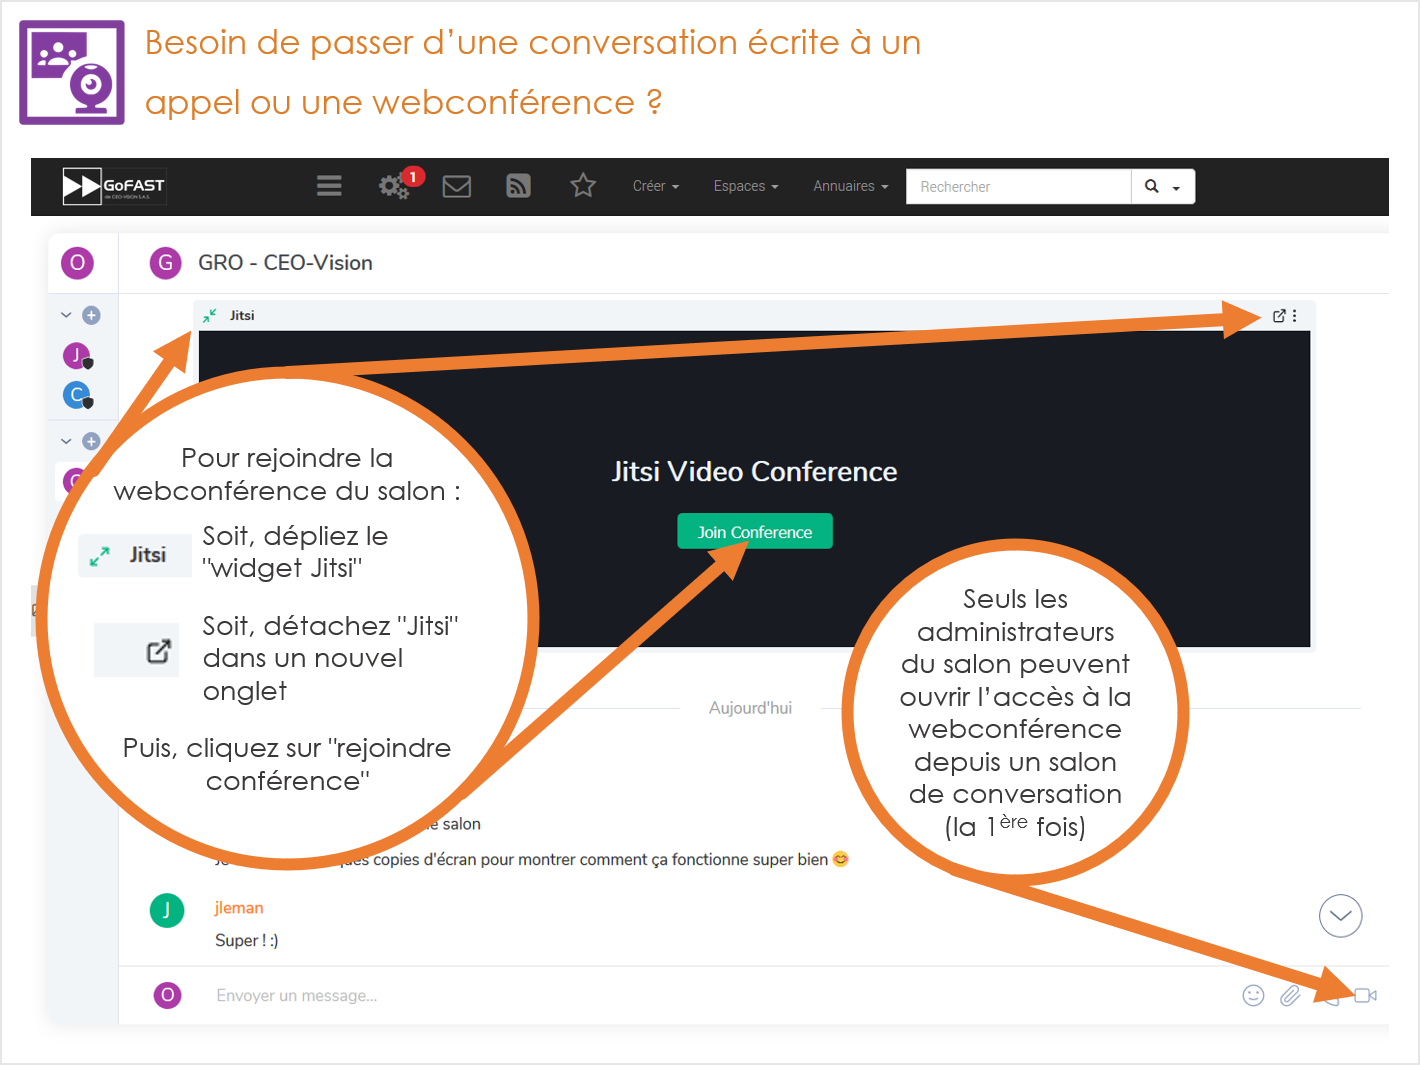 Besoin de passer d’une conversation écrite à un
appel ou une webconférence ?
GoFAST
de CEO-VISION S.A.S.
1
Créer
Espaces
Annuaires
Rechercher
O
G
GRO - CEO-Vision
Jitsi
J
C
Jitsi Video Conference
Join Conference
Pour rejoindre la
webconférence du salon :
Jitsi
Soit, dépliez le
"widget Jitsi"
Soit, détachez "Jitsi"
dans un nouvel
onglet
Puis, cliquez sur "rejoindre
conférence"
Seuls les
administrateurs
du salon peuvent
ouvrir l’accès à la
webconférence
depuis un salon
de conversation
(la 1ère fois)
Aujourd'hui
salon
copies d'écran pour montrer comment ça fonctionne super bien 😊
J
jleman
Super ! :)
O
Envoyer un message...